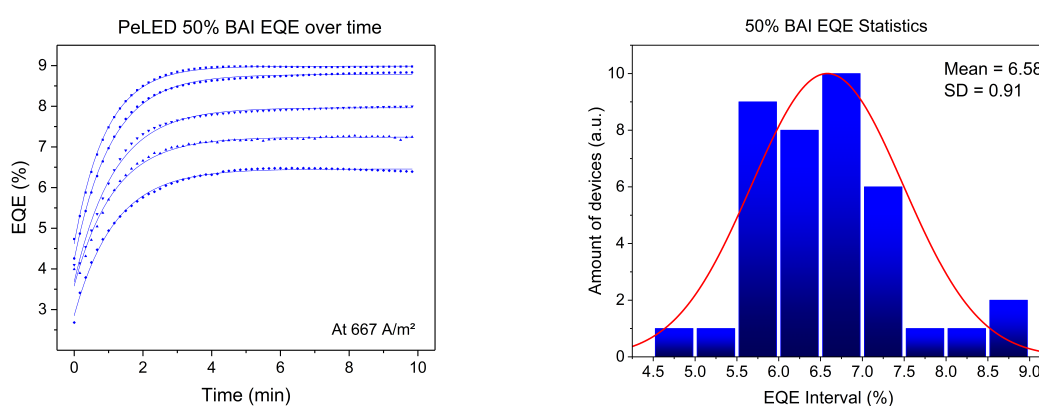 PeLED 50% BAI EQE over time
9
8
7
6
5
4
3
EQE (%)
At 667 A/m²
0 2 4 6 8 10
Time (min)
50% BAI EQE Statistics
Mean = 6.58
SD = 0.91
10
8
6
4
2
0
Amount of devices (a.u.)
4.5 5.0 5.5 6.0 6.5 7.0 7.5 8.0 8.5 9.0
EQE Interval (%)